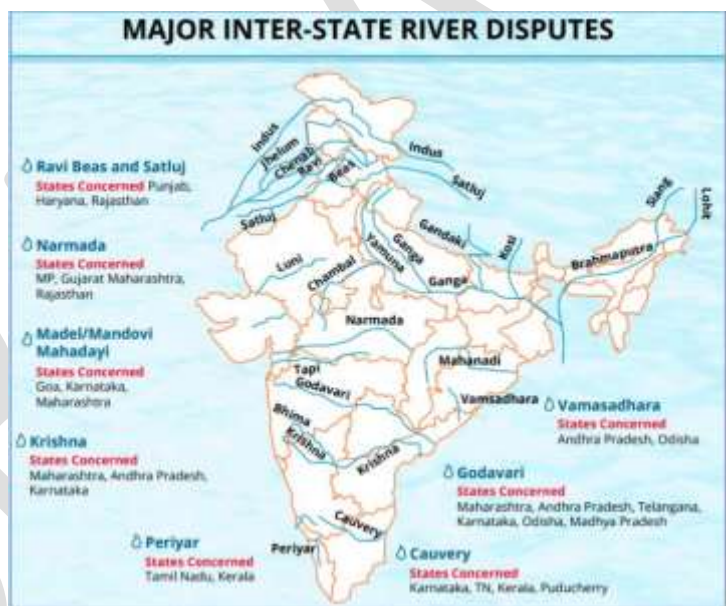 MAJOR INTER-STATE RIVER DISPUTES
Ravi Beas and Satluj
States Concerned Punjab,
Haryana, Rajasthan
Narmada
States Concerned
MP, Gujarat Maharashtra,
Rajasthan
Madel/Mandovi
Mahadayi
States Concerned
Goa, Karnataka,
Maharashtra
Krishna
States Concerned
Maharashtra, Andhra Pradesh,
Karnataka
Periyar
States Concerned
Tamil Nadu, Kerala
Indus
Jhelum
Chenab
Ravi
Beas
Indus
Satluj
Satluj
Luni
Chambal
Yamuna
Ganga
Gandaki
Kosi
Ganga
Siang
Lohit
Brahmaputra
Narmada
Tapi
Godavari
Mahanadi
Vamsadhara
Bhima
Krishna
Krishna
Cauvery
Periyar
Vamasadhara
States Concerned
Andhra Pradesh, Odisha
Godavari
States Concerned
Maharashtra, Andhra Pradesh, Telangana,
Karnataka, Odisha, Madhya Pradesh
Cauvery
States Concerned
Karnataka, TN, Kerala, Puducherry